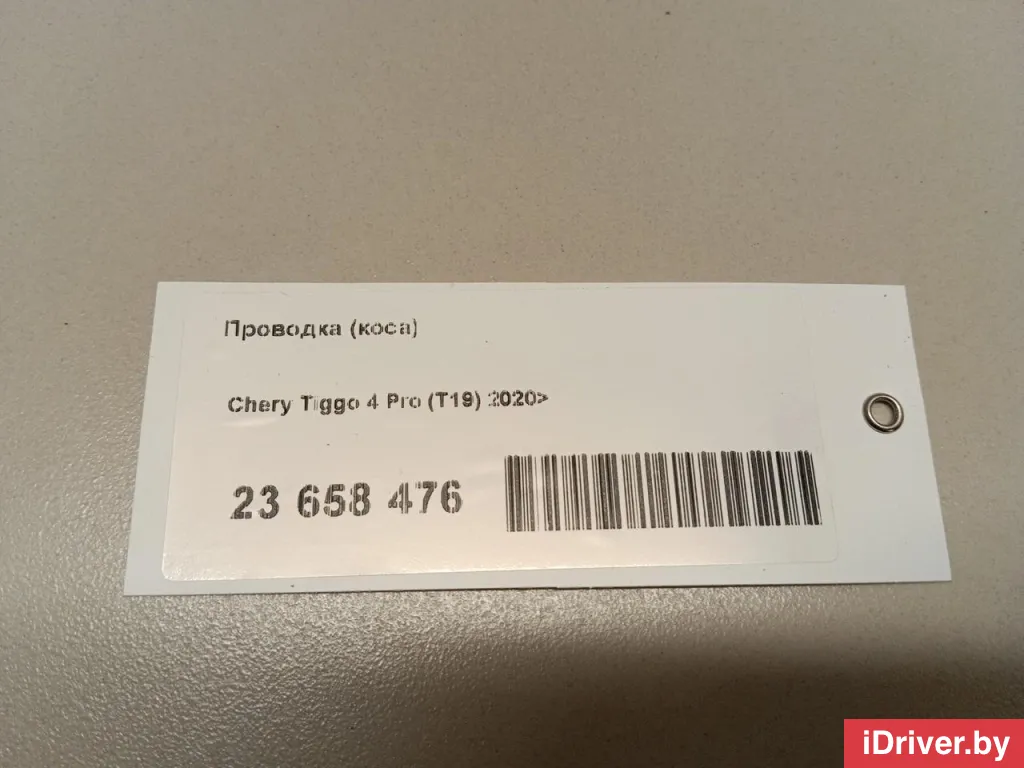 Проводка (коса)
Chery Tiggo 4 Pro (T19) 2020>
23 658 476
iDriver.by